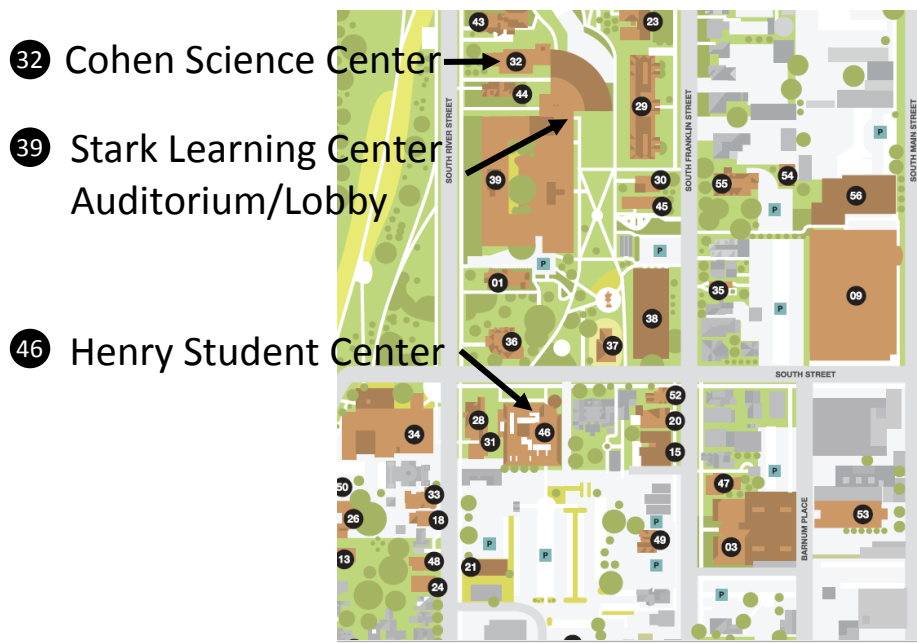 32 Cohen Science Center
39 Stark Learning Center
Auditorium/Lobby
46 Henry Student Center
43
23
32
44
29
SOUTH RIVER STREET
SOUTH FRANKLIN STREET
SOUTH MAIN STREET
P
39
30
45
55
54
56
P
P
P
01
35
09
38
P
36
37
SOUTH STREET
28
46
52
20
34
31
15
50
33
47
P
26
18
P
53
BARNUM PLACE
P
P
49
03
13
48
21
P
24
P